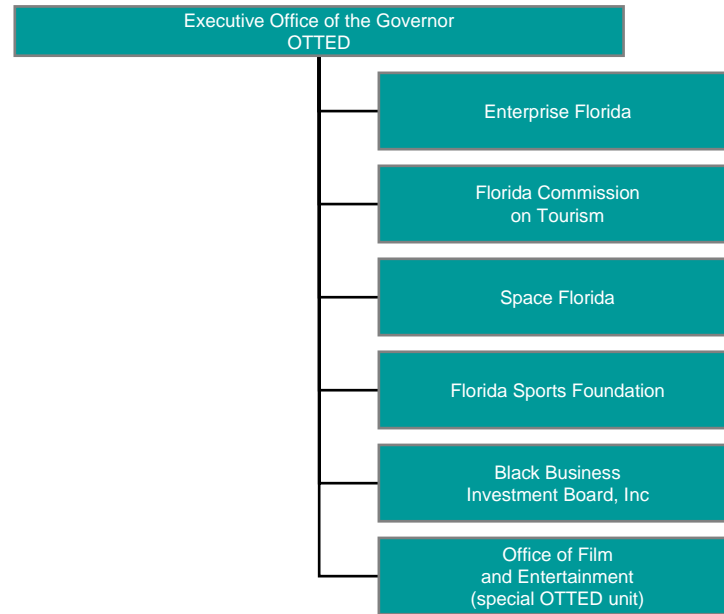 Executive Office of the Governor
OTTED
Enterprise Florida
Florida Commission
on Tourism
Space Florida
Florida Sports Foundation
Black Business
Investment Board, Inc
Office of Film
and Entertainment
(special OTTED unit)